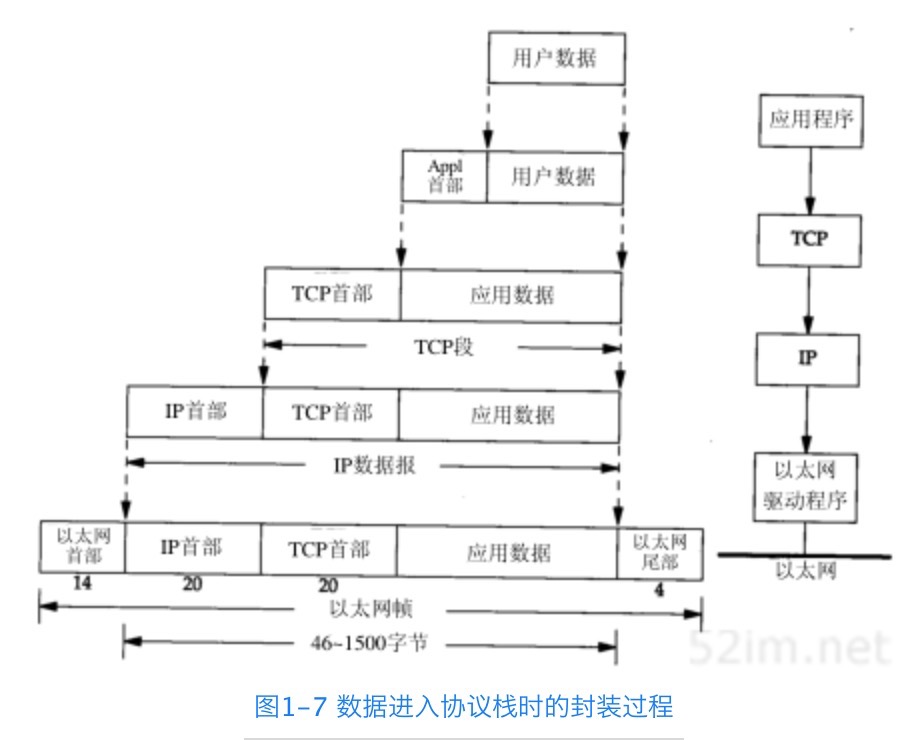 用户数据
应用程序
Appl
首部
用户数据
TCP
TCP首部
应用数据
TCP段
IP
IP首部
TCP首部
应用数据
IP数据报
以太网
驱动程序
以太网
首部
IP首部
TCP首部
应用数据
以太网
尾部
以太网
14
20
20
4
以太网帧
46~1500字节
52im.net
图1-7 数据进入协议栈时的封装过程